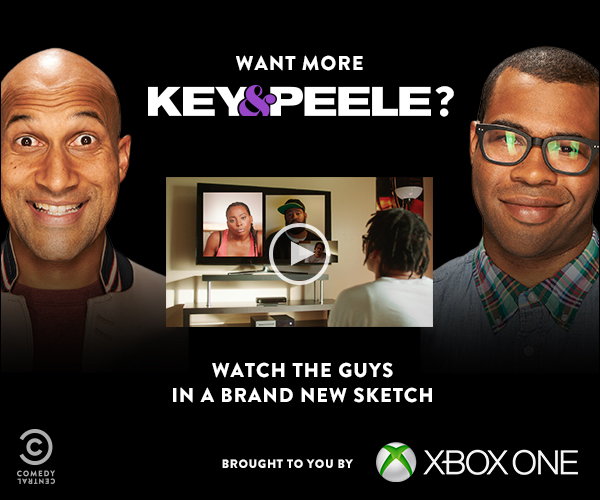 WANT MORE
KEY&PEELE?
WATCH THE GUYS
IN A BRAND NEW SKETCH
COMEDY
CENTRAL
BROUGHT TO YOU BY
XBOX ONE